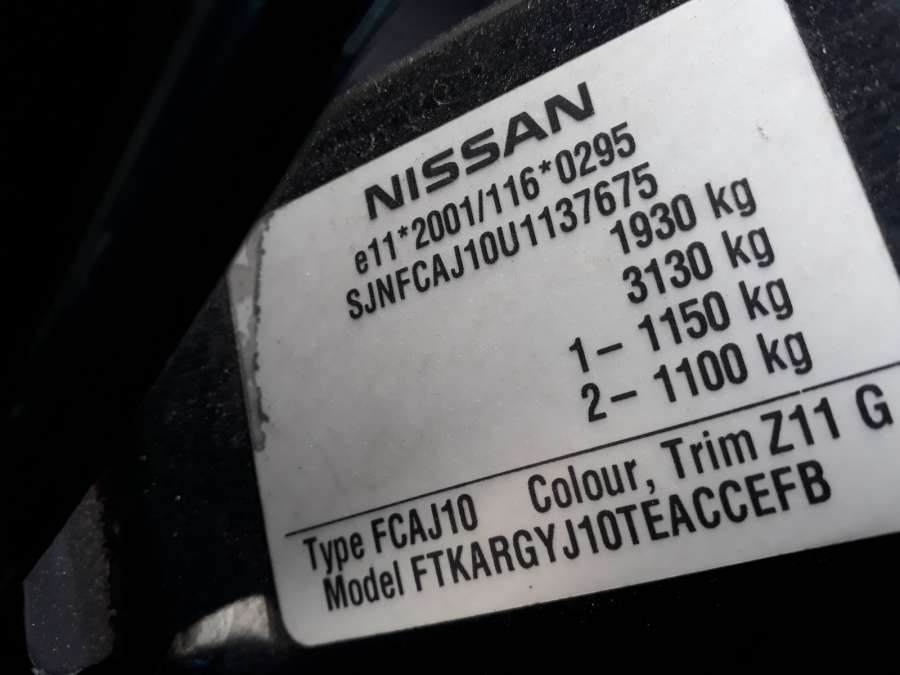 NISSAN
e11*2001/116*0295
SJNFCAJ10U1137675
1930 kg
3130 kg
1– 1150 kg
2– 1100 kg
Type FCAJ10 Colour, Trim Z11 G
Model FTKARGYJ10TEACCEFB